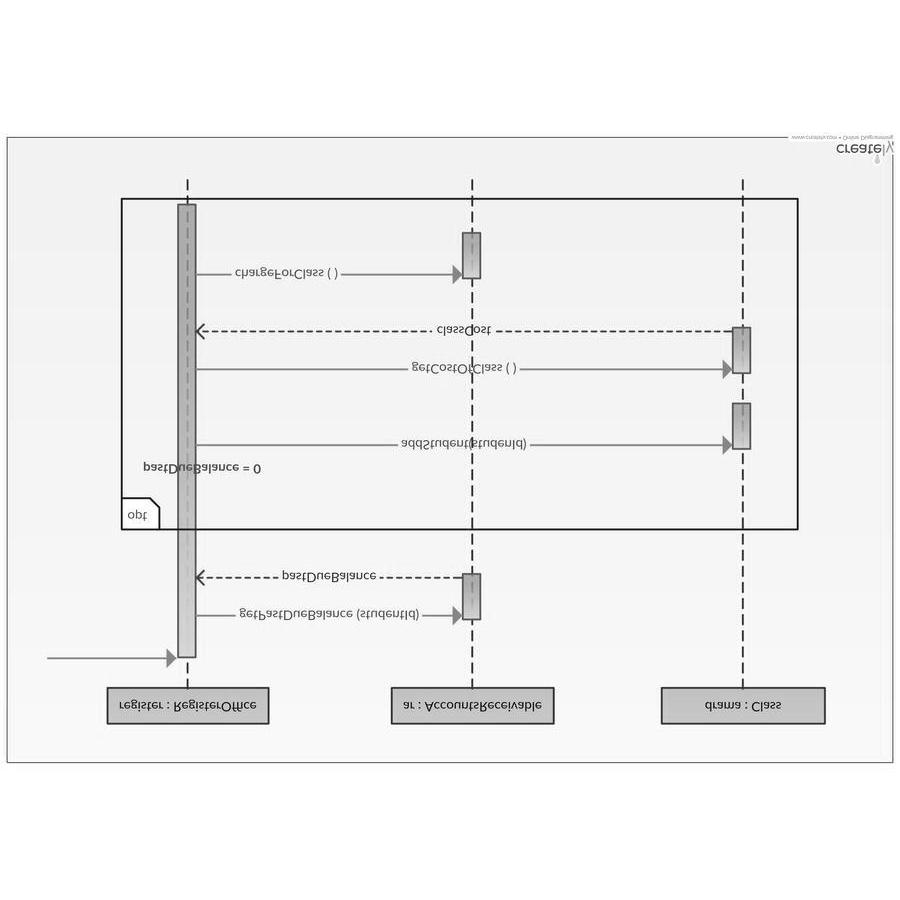 www.creately.com • Online Diagramming
creately
chargeForClass ( )
classCost
getCostOfClass ( )
addStudent(studentId)
pastDueBalance = 0
opt
pastDueBalance
getPastDueBalance (studentId)
register : RegisterOffice
ar : AccountsReceivable
drama : Class